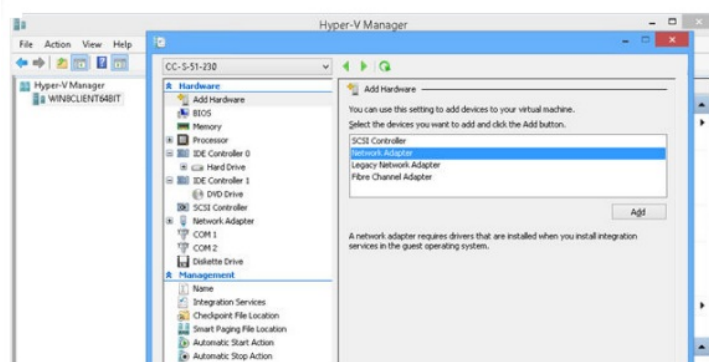 Hyper-V Manager
File Action View Help
Hyper-V Manager
WIN8CLIENT64BIT
CC-S-51-230
Hardware
Add Hardware
BIOS
Memory
Processor
IDE Controller 0
Hard Drive
IDE Controller 1
DVD Drive
SCSI Controller
Network Adapter
COM 1
COM 2
Diskette Drive
Management
Name
Integration Services
Checkpoint File Location
Smart Paging File Location
Automatic Start Action
Automatic Stop Action
Add Hardware
You can use this setting to add devices to your virtual machine.
Select the devices you want to add and click the Add button.
SCSI Controller
Network Adapter
Legacy Network Adapter
Fibre Channel Adapter
Add
A network adapter requires drivers that are installed when you install integration
services in the guest operating system.